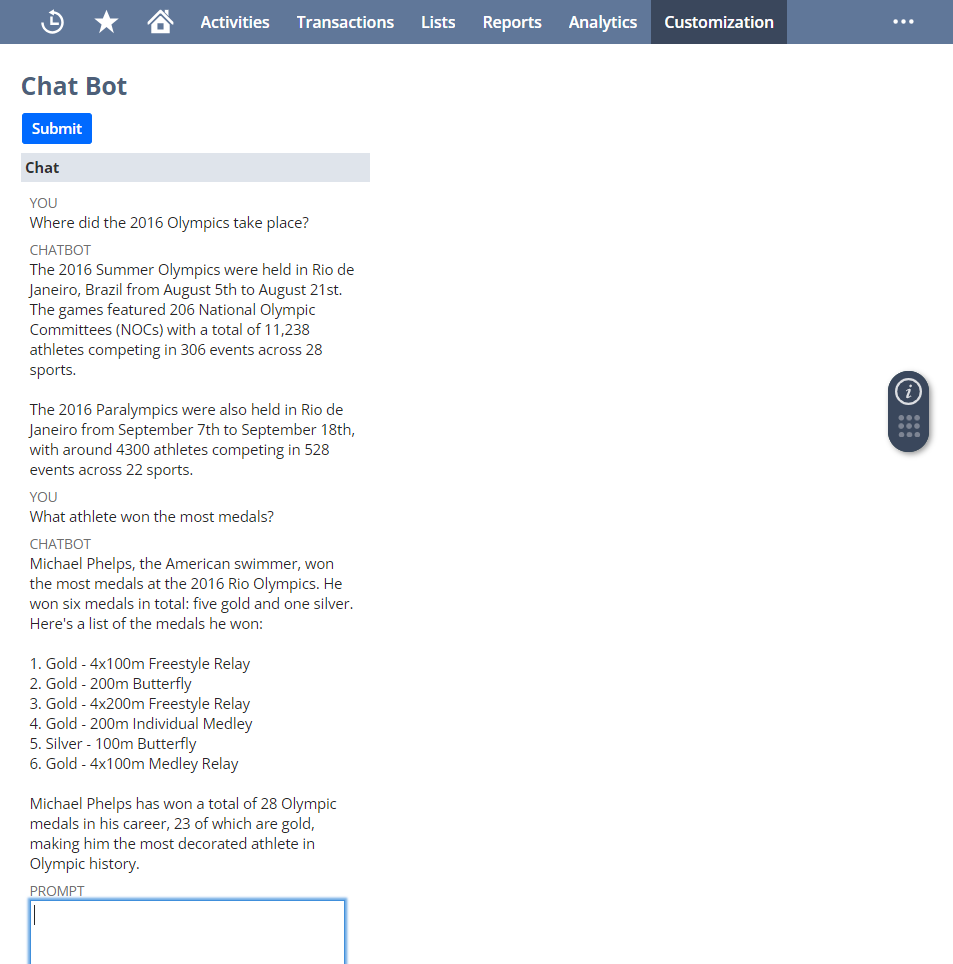 Activities Transactions Lists Reports Analytics Customization
Chat Bot
Submit
Chat
YOU
Where did the 2016 Olympics take place?
CHATBOT
The 2016 Summer Olympics were held in Rio de
Janeiro, Brazil from August 5th to August 21st.
The games featured 206 National Olympic
Committees (NOCs) with a total of 11,238
athletes competing in 306 events across 28
sports.
The 2016 Paralympics were also held in Rio de
Janeiro from September 7th to September 18th,
with around 4300 athletes competing in 528
events across 22 sports.
YOU
What athlete won the most medals?
CHATBOT
Michael Phelps, the American swimmer, won
the most medals at the 2016 Rio Olympics. He
won six medals in total: five gold and one silver.
Here's a list of the medals he won:
1. Gold - 4x100m Freestyle Relay
2. Gold - 200m Butterfly
3. Gold - 4x200m Freestyle Relay
4. Gold - 200m Individual Medley
5. Silver - 100m Butterfly
6. Gold - 4x100m Medley Relay
Michael Phelps has won a total of 28 Olympic
medals in his career, 23 of which are gold,
making him the most decorated athlete in
Olympic history.
PROMPT